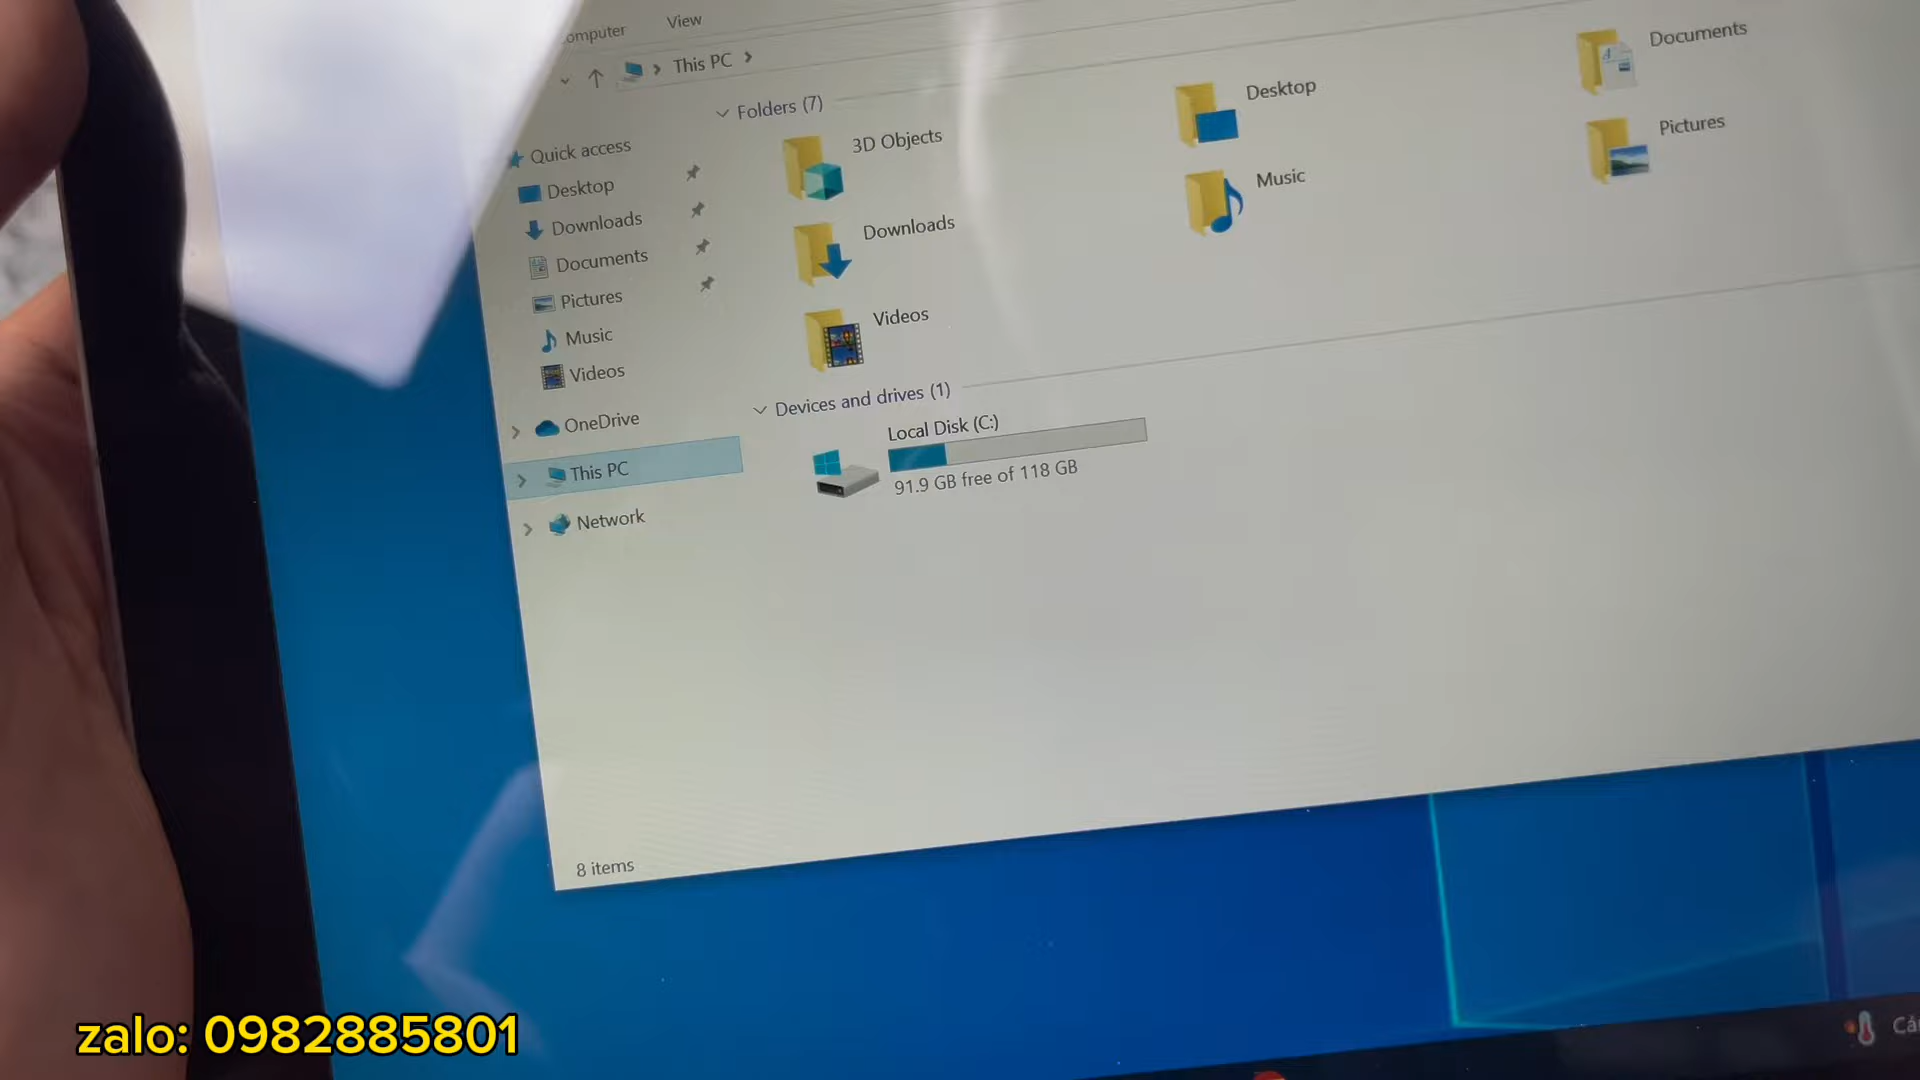 View
This PC
Folders (7)
3D Objects
Desktop
Documents
Downloads
Music
Pictures
Videos
Quick access
Desktop
Downloads
Documents
Pictures
Music
Videos
OneDrive
This PC
Network
Devices and drives (1)
Local Disk (C:)
91.9 GB free of 118 GB
8 items
zalo: 0982885801